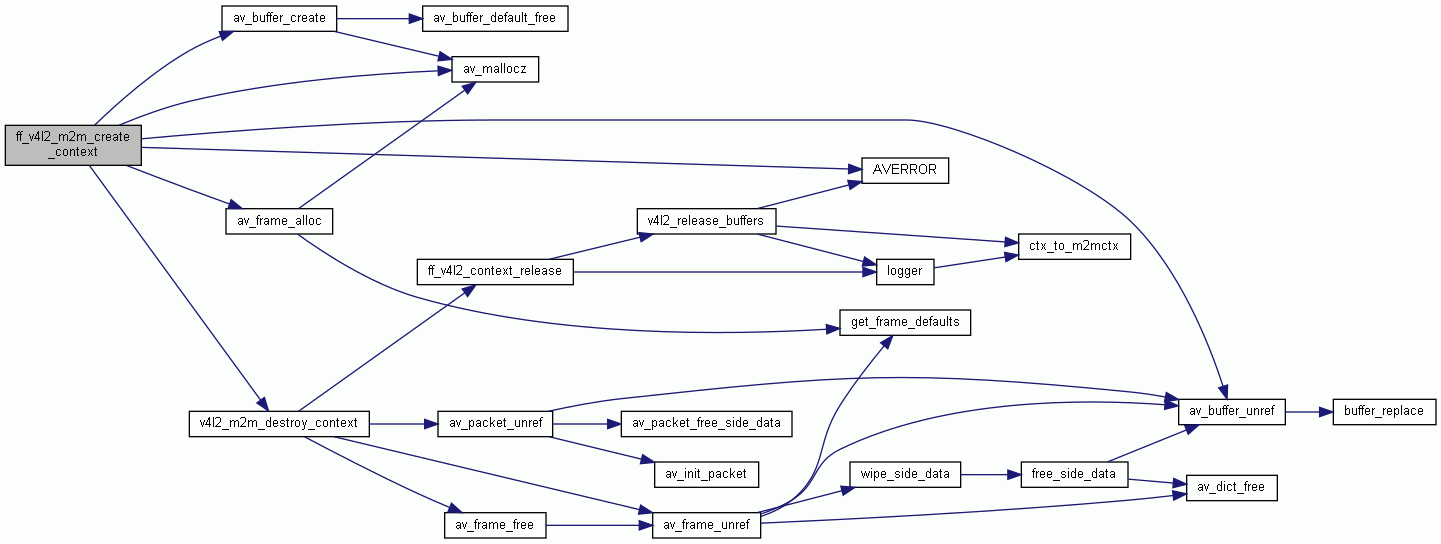 av_buffer_create
av_buffer_default_free
av_mallocz
ff_v4l2_m2m_create
_context
AVERROR
av_frame_alloc
v4l2_release_buffers
ctx_to_m2mctx
ff_v4l2_context_release
logger
get_frame_defaults
v4l2_m2m_destroy_context
av_packet_unref
av_packet_free_side_data
av_buffer_unref
buffer_replace
av_init_packet
wipe_side_data
free_side_data
av_dict_free
av_frame_free
av_frame_unref